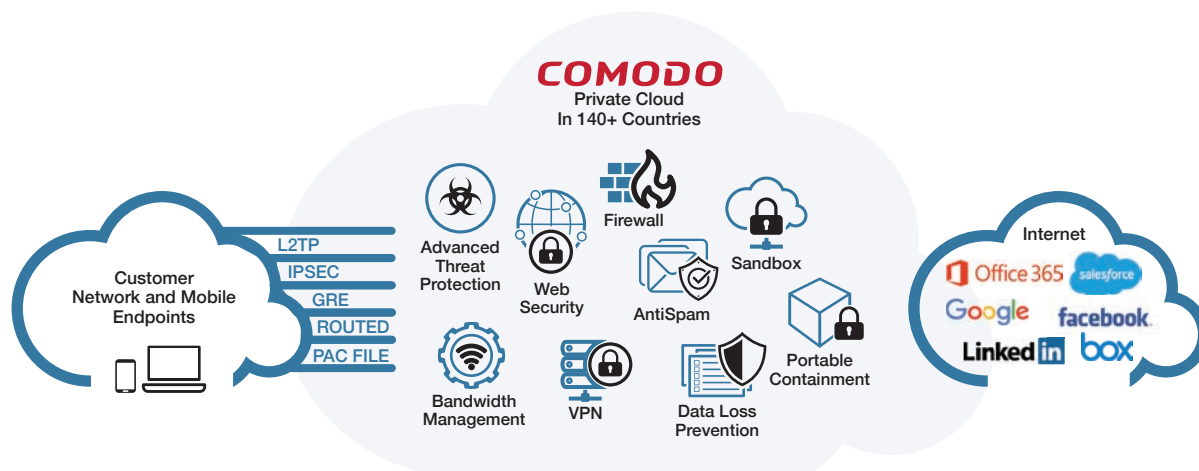 COMODO
Private Cloud
In 140+ Countries
Customer
Network and Mobile
Endpoints
L2TP
IPSEC
GRE
ROUTED
PAC FILE
Advanced
Threat
Protection
Web
Security
Firewall
AntiSpam
Sandbox
Portable
Containment
Bandwidth
Management
VPN
Data Loss
Prevention
Internet
Office 365
salesforce
Google
facebook.
Linked in
box